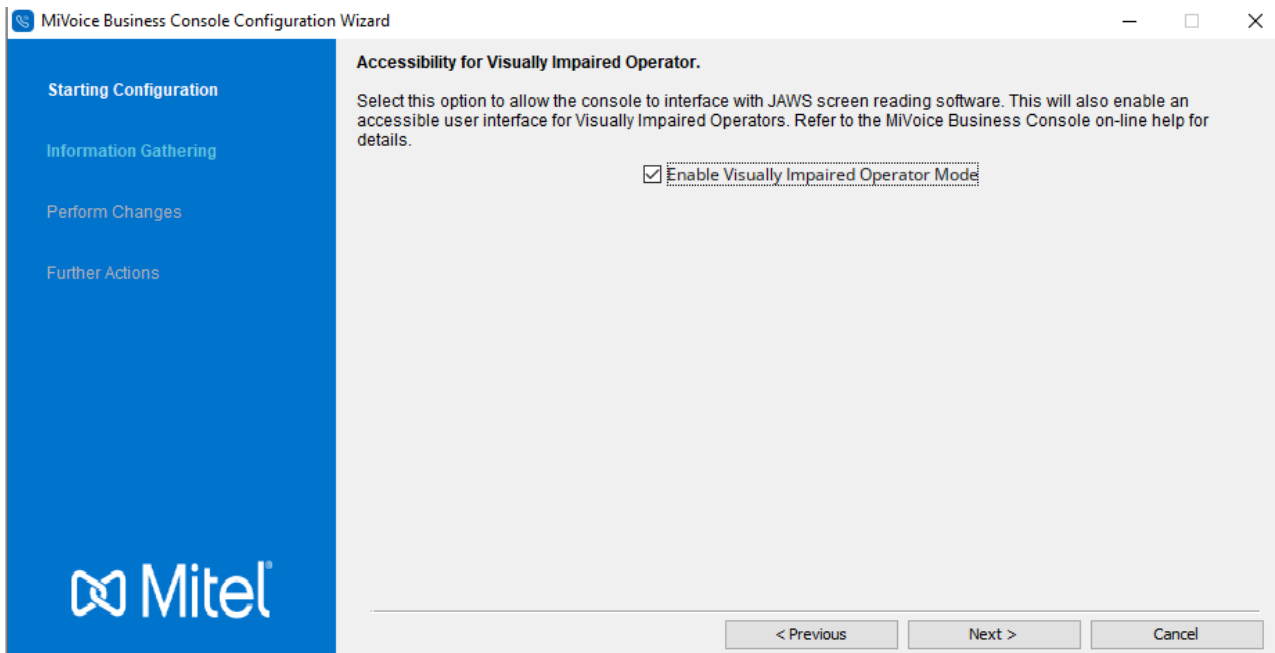 MiVoice Business Console Configuration Wizard
Starting Configuration
Information Gathering
Perform Changes
Further Actions
Mitel®
Accessibility for Visually Impaired Operator.
Select this option to allow the console to interface with JAWS screen reading software. This will also enable an
accessible user interface for Visually Impaired Operators. Refer to the MiVoice Business Console on-line help for
details.
Enable Visually Impaired Operator Mode
< Previous
Next >
Cancel